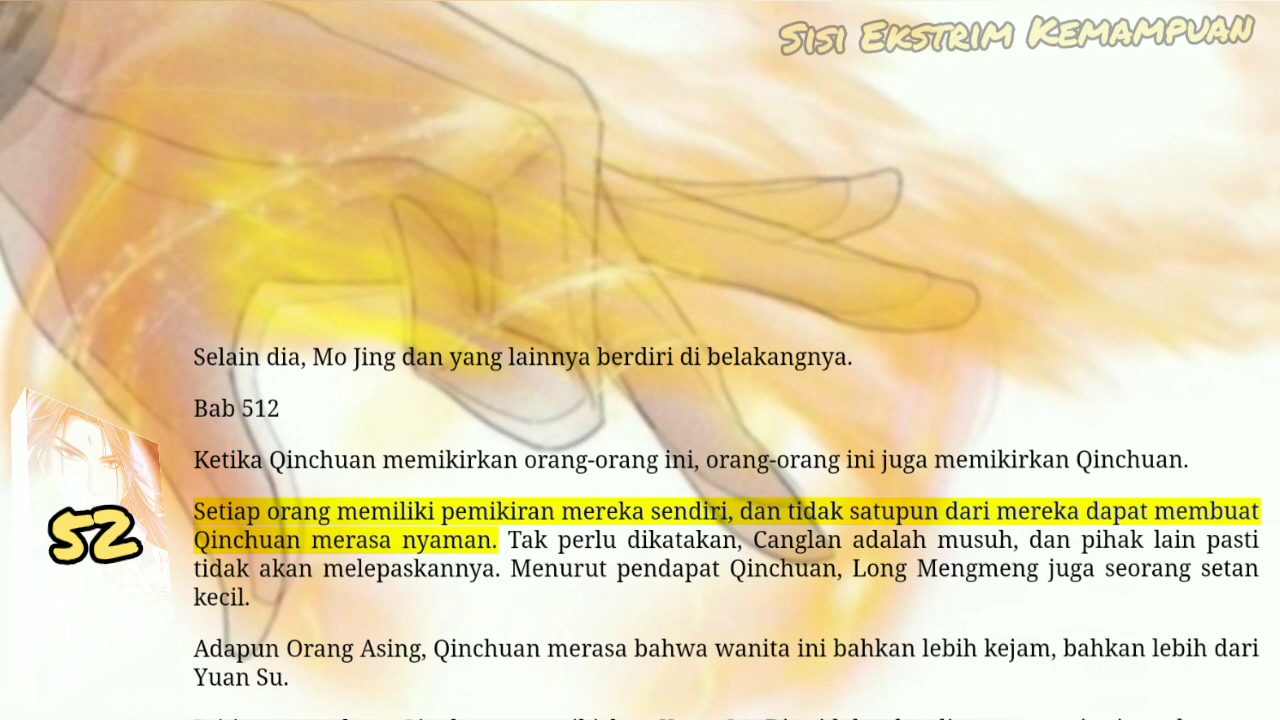 Sisi Ekstrim Kemampuan
Selain dia, Mo Jing dan yang lainnya berdiri di belakangnya.
Bab 512
Ketika Qinchuan memikirkan orang-orang ini, orang-orang ini juga memikirkan Qinchuan.
Setiap orang memiliki pemikiran mereka sendiri, dan tidak satupun dari mereka dapat membuat
Qinchuan merasa nyaman. Tak perlu dikatakan, Canglan adalah musuh, dan pihak lain pasti
tidak akan melepaskannya. Menurut pendapat Qinchuan, Long Mengmeng juga seorang setan
kecil.
52
Adapun Orang Asing, Qinchuan merasa bahwa wanita ini bahkan lebih kejam, bahkan lebih dari
Yuan Su.